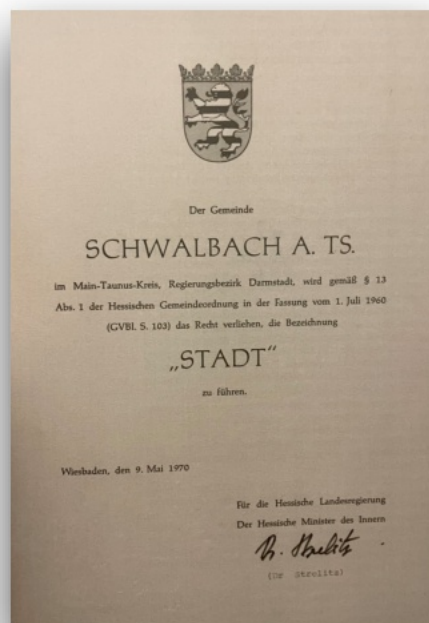 Der Gemeinde
SCHWALBACH A. TS.
im Main-Taunus-Kreis, Regierungsbezirk Darmstadt, wird gemäß § 13
Abs. 1 der Hessischen Gemeindeordnung in der Fassung vom 1. Juli 1960
(GVBl. S. 103) das Recht verliehen, die Bezeichnung
„STADT“
zu führen.
Wiesbaden, den 9. Mai 1970
Für die Hessische Landesregierung
Der Hessische Minister des Innern
Dr. Strelitz
(Dr Strelitz)